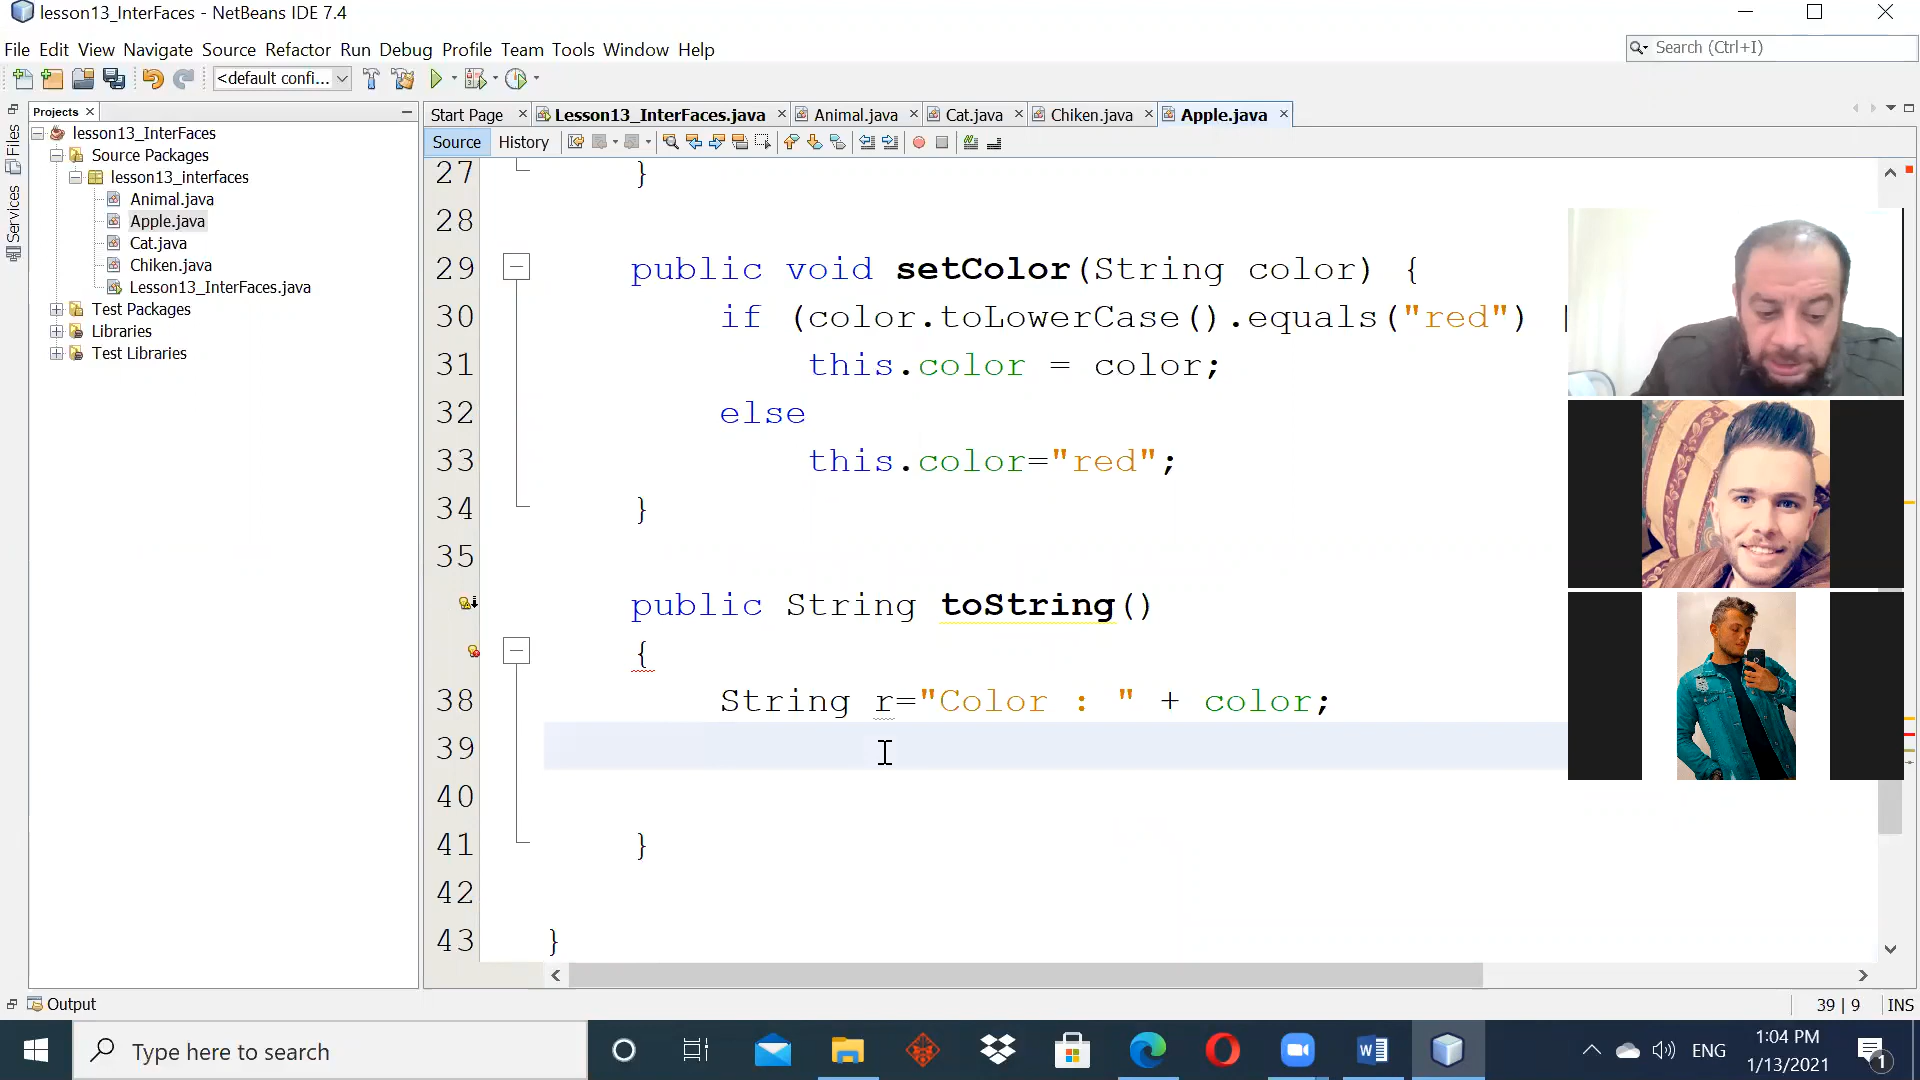 lesson13_InterFaces - NetBeans IDE 7.4
File Edit View Navigate Source Refactor Run Debug Profile Team Tools Window Help
Search (Ctrl+I)
<default confi...
Projects
Start Page Lesson13_InterFaces.java Animal.java Cat.java Chiken.java Apple.java
Source History
Files
Services
lesson13_InterFaces
Source Packages
lesson13_interfaces
Animal.java
Apple.java
Cat.java
Chiken.java
Lesson13_InterFaces.java
Test Packages
Libraries
Test Libraries
27 }
28
29 public void setColor(String color) {
30 if (color.toLowerCase().equals("red") |
31 this.color = color;
32 else
33 this.color="red";
34 }
35
public String toString()
{
38 String r="Color : " + color;
39
40
41 }
42
43 }
Output
39 | 9 INS
Type here to search
ENG
1:04 PM
1/13/2021
1